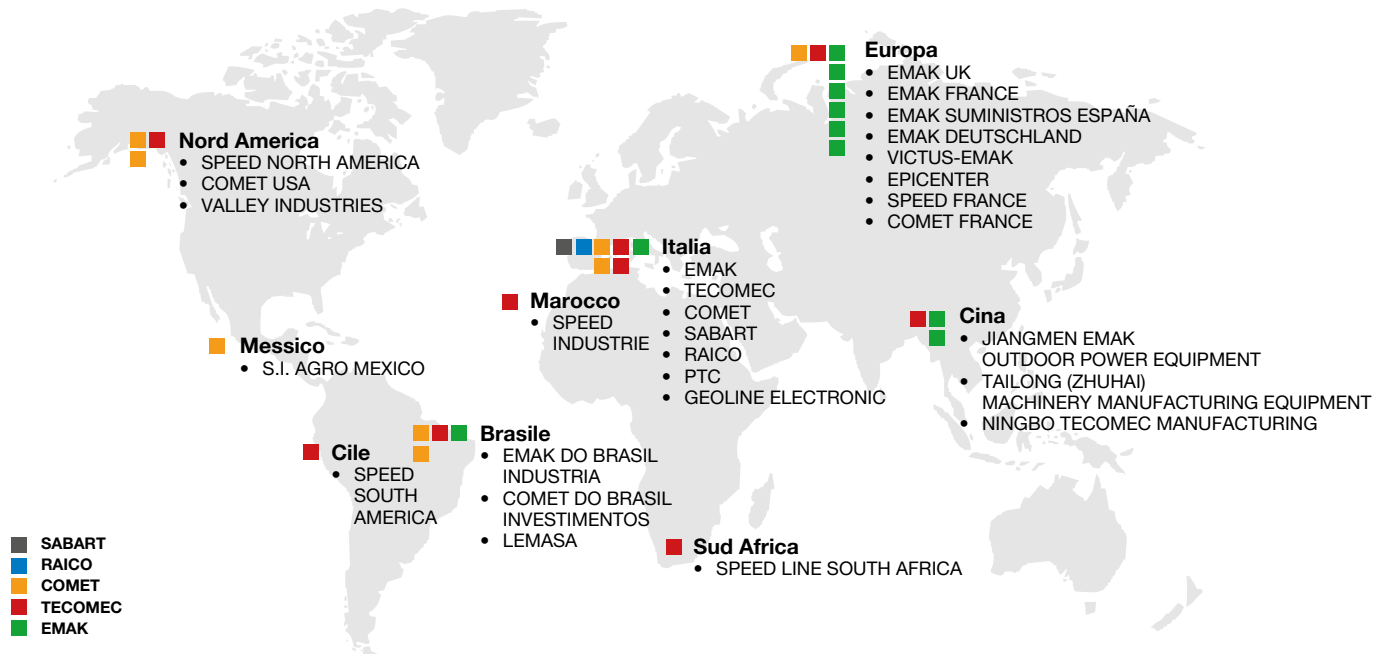 Europa
• EMAK UK
• EMAK FRANCE
• EMAK SUMINISTROS ESPAÑA
• EMAK DEUTSCHLAND
• VICTUS-EMAK
• EPICENTER
• SPEED FRANCE
• COMET FRANCE
Nord America
• SPEED NORTH AMERICA
• COMET USA
• VALLEY INDUSTRIES
Italia
• EMAK
• TECOMEC
• COMET
• SABART
• RAICO
• PTC
• GEOLINE ELECTRONIC
Marocco
• SPEED
INDUSTRIE
Cina
• JIANGMEN EMAK
OUTDOOR POWER EQUIPMENT
• TAILONG (ZHUHAI)
MACHINERY MANUFACTURING EQUIPMENT
• NINGBO TECOMEC MANUFACTURING
Messico
• S.I. AGRO MEXICO
Brasile
• EMAK DO BRASIL
INDUSTRIA
• COMET DO BRASIL
INVESTIMENTOS
• LEMASA
Cile
• SPEED
SOUTH
AMERICA
Sud Africa
• SPEED LINE SOUTH AFRICA
SABART
RAICO
COMET
TECOMEC
EMAK